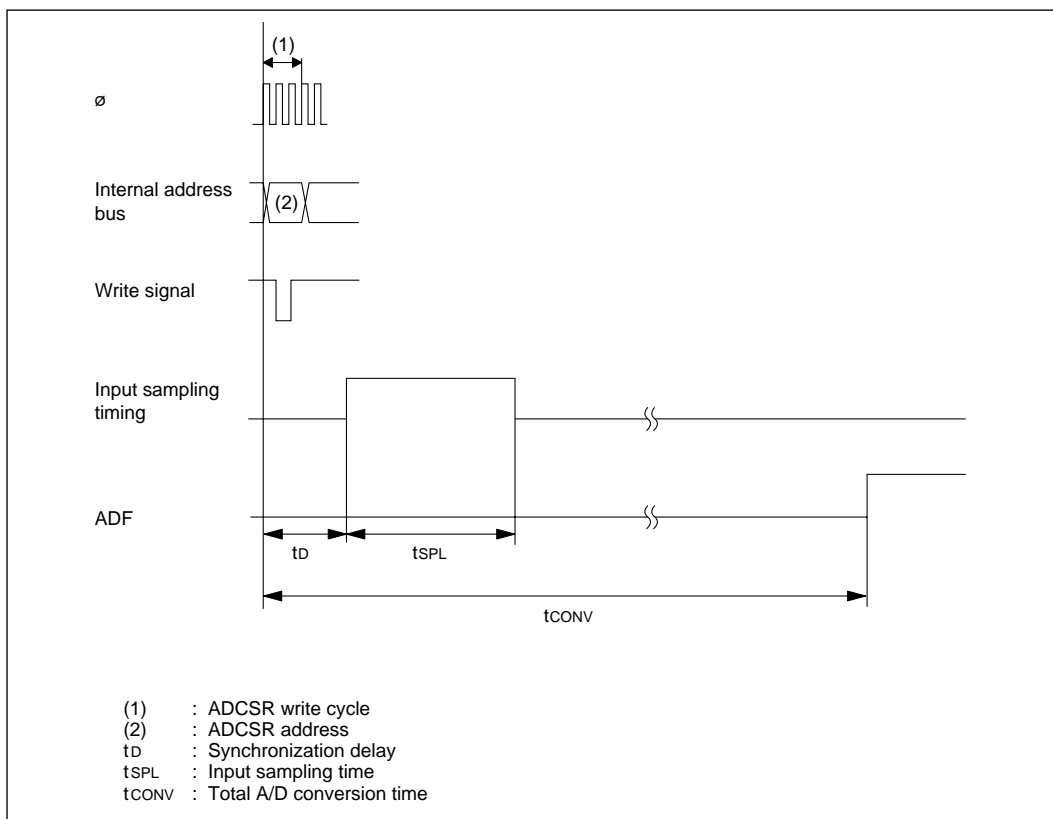 (1)
ø
Internal address
bus
(2)
Write signal
Input sampling
timing
ADF
tD
tSPL
tCONV
(1) : ADCSR write cycle
(2) : ADCSR address
tD : Synchronization delay
tSPL : Input sampling time
tCONV : Total A/D conversion time